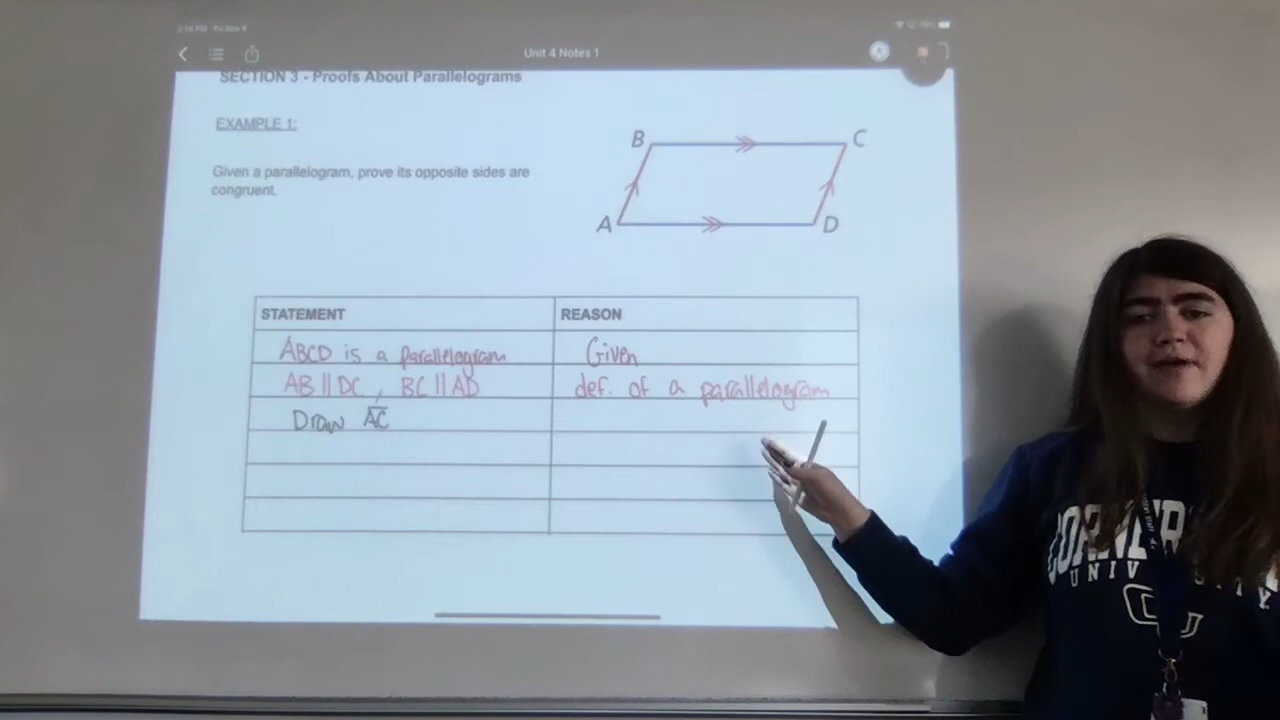 Unit 4 Notes 1
SECTION 3 - Proofs About Parallelograms
EXAMPLE 1:
Given a parallelogram, prove its opposite sides are
congruent.
B
C
A
D
STATEMENT REASON
ABCD is a parallelogram Given
AB || DC, BC || AD def. of a parallelogram
Draw AC
UNIV